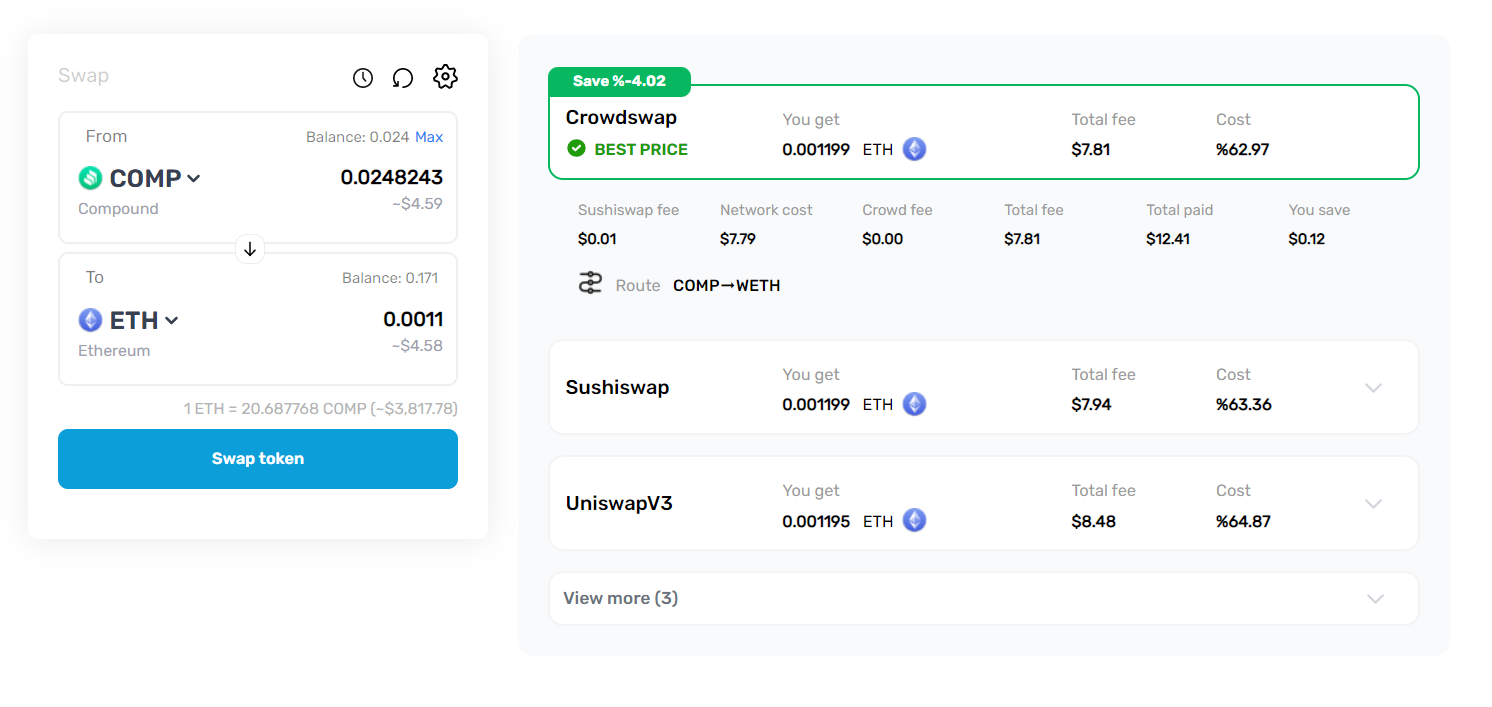 Swap
From
Balance: 0.024 Max
COMP
0.0248243
Compound
~$4.59
To
Balance: 0.171
ETH
0.0011
Ethereum
~$4.58
1 ETH = 20.687768 COMP (~$3,817.78)
Swap token
Save %-4.02
Crowdswap You get Total fee Cost
BEST PRICE 0.001199 ETH $7.81 %62.97
Sushiswap fee Network cost Crowd fee Total fee Total paid You save
$0.01 $7.79 $0.00 $7.81 $12.41 $0.12
Route COMP→WETH
You get Total fee Cost
Sushiswap
0.001199 ETH $7.94 %63.36
You get Total fee Cost
UniswapV3
0.001195 ETH $8.48 %64.87
View more (3)